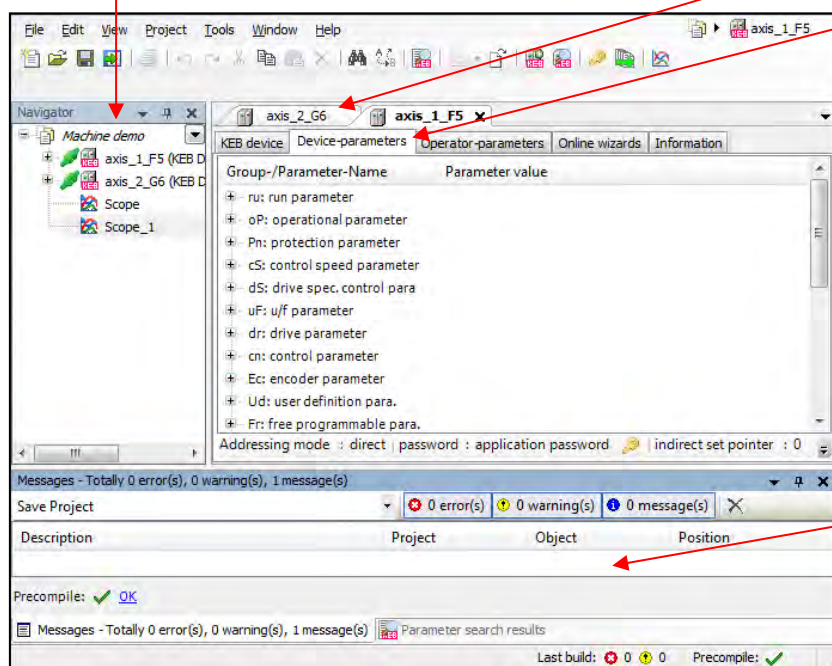 File Edit View Project Tools Window Help axis_1_F5
Navigator
Machine demo
axis_1_F5 (KEB D
axis_2_G6 (KEB D
Scope
Scope_1
axis_2_G6 axis_1_F5
KEB device Device-parameters Operator-parameters Online wizards Information
Group-/Parameter-Name Parameter value
ru: run parameter
oP: operational parameter
Pn: protection parameter
cS: control speed parameter
dS: drive spec. control para
uF: u/f parameter
dr: drive parameter
cn: control parameter
Ec: encoder parameter
Ud: user definition para.
Fr: free programmable para.
Addressing mode : direct password : application password indirect set pointer : 0
Messages - Totally 0 error(s), 0 warning(s), 1 message(s)
Save Project 0 error(s) 0 warning(s) 0 message(s)
Description Project Object Position
Precompile: OK
Messages - Totally 0 error(s), 0 warning(s), 1 message(s) Parameter search results
Last build: 0 0 Precompile: